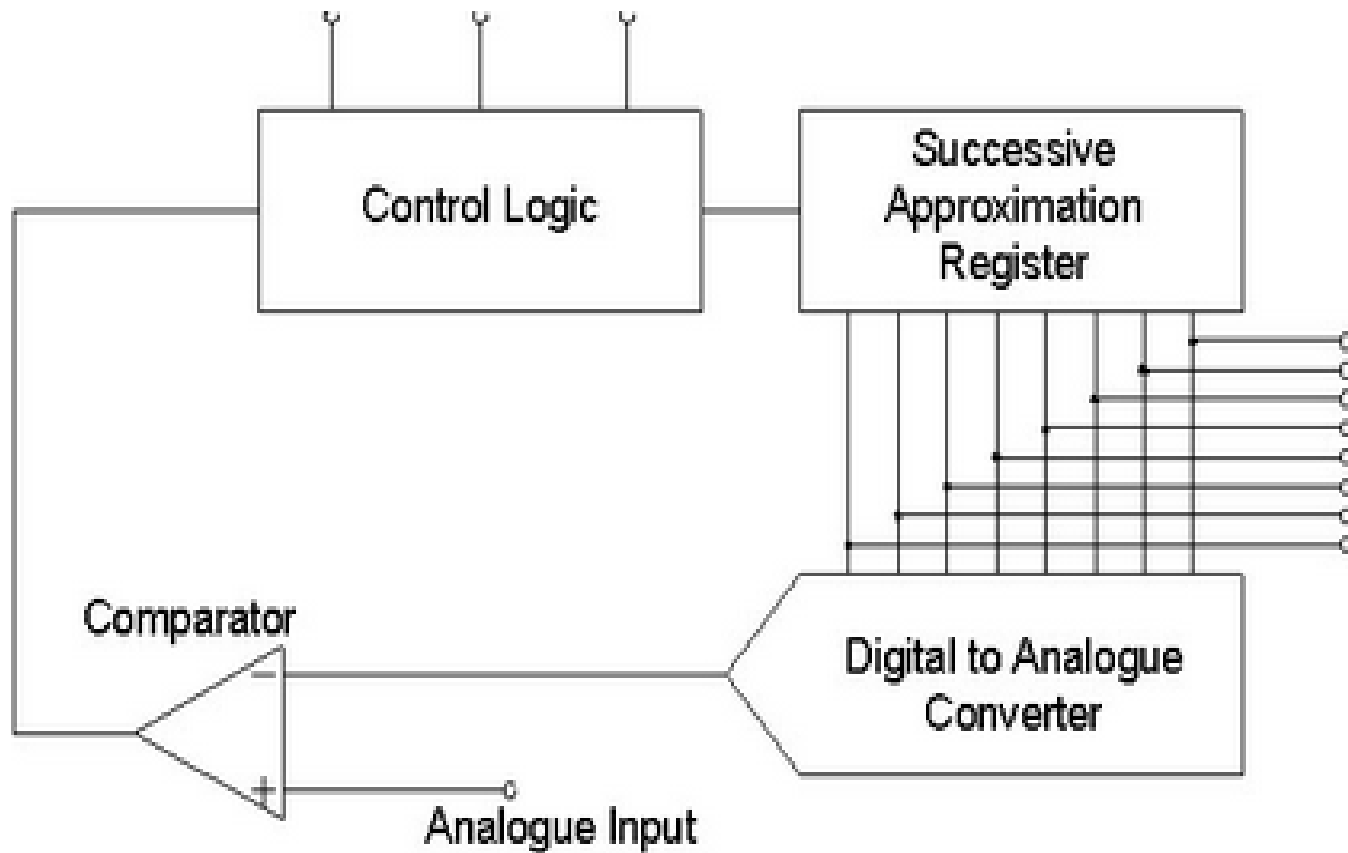 Control Logic
Successive
Approximation
Register
Comparator
−
+
Digital to Analogue
Converter
Analogue Input